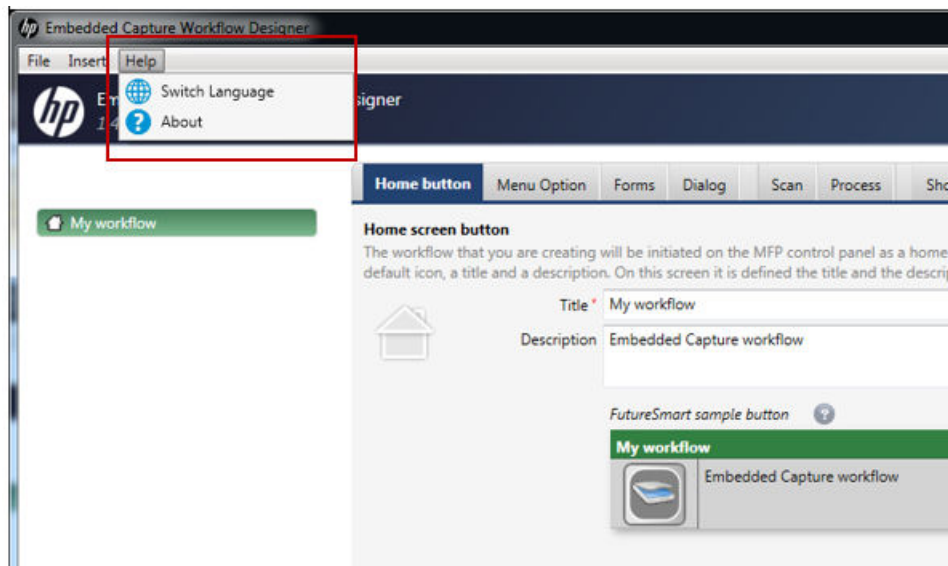 hp Embedded Capture Workflow Designer
File Insert Help
Switch Language
About
hp
signer
Home button Menu Option Forms Dialog Scan Process
My workflow
Home screen button
The workflow that you are creating will be initiated on the MFP control panel as a home
default icon, a title and a description. On this screen it is defined the title and the
Title * My workflow
Description Embedded Capture workflow
FutureSmart sample button ?
My workflow
Embedded Capture workflow